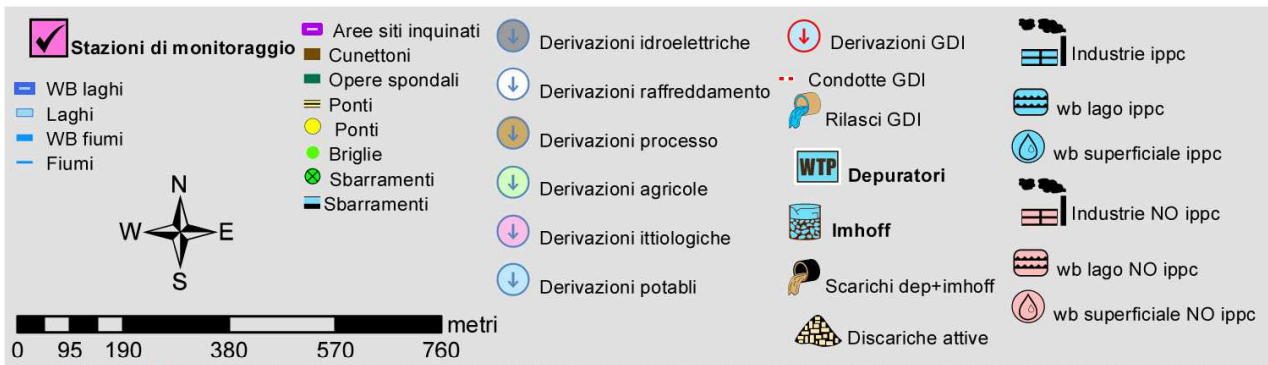 Stazioni di monitoraggio
WB laghi
Laghi
WB fiumi
Fiumi
N
W E
S
metri
0 95 190 380 570 760
Aree siti inquinati
Cunettoni
Opere spondali
Ponti
Ponti
Briglie
Sbarramenti
Sbarramenti
Derivazioni idroelettriche
Derivazioni raffreddamento
Derivazioni processo
Derivazioni agricole
Derivazioni ittiologiche
Derivazioni potabli
Derivazioni GDI
Condotte GDI
Rilasci GDI
WTP Depuratori
Imhoff
Scarichi dep+imhoff
Discariche attive
Industrie ippc
wb lago ippc
wb superficiale ippc
Industrie NO ippc
wb lago NO ippc
wb superficiale NO ippc